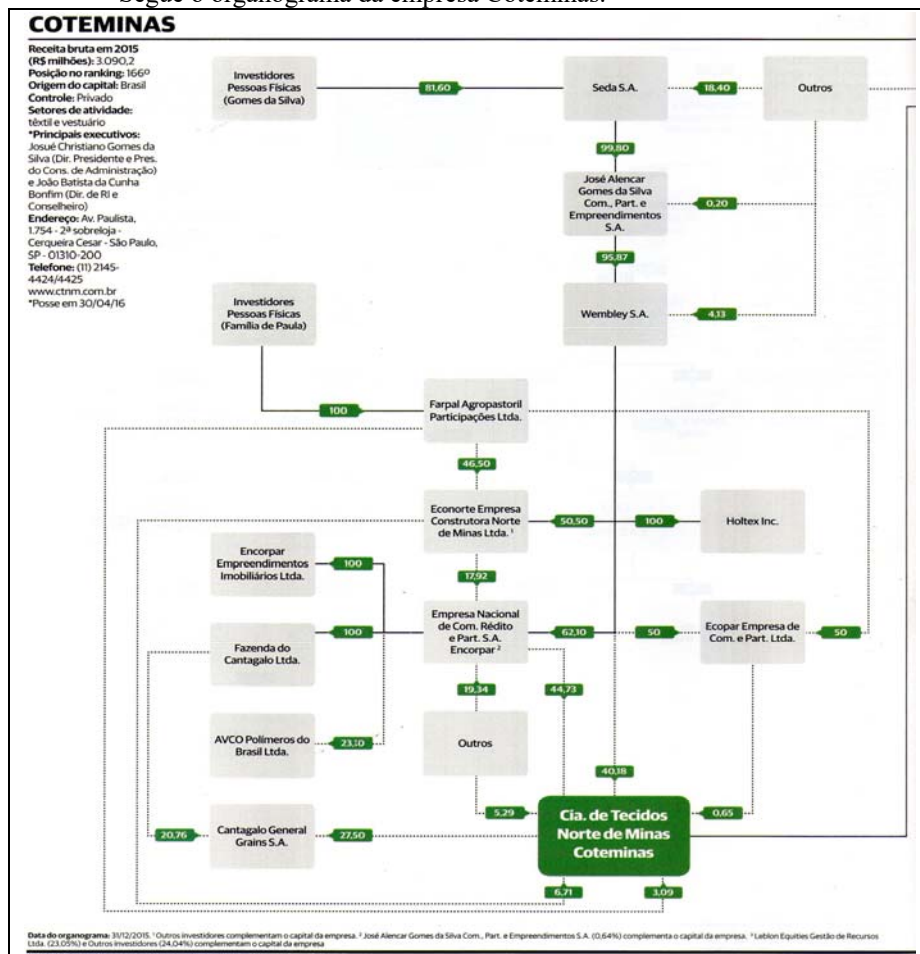 Segue o organograma da empresa Coteminas.
COTEMINAS
Receita bruta em 2015
(R$ milhões): 3.090,2
Posição no ranking: 166º
Origem do capital: Brasil
Controle: Privado
Setores de atividade:
têxtil e vestuário
*Principais executivos:
Josué Christiano Gomes da
Silva (Dir. Presidente e Pres.
do Cons. de Administração)
e João Batista da Cunha
Bonfim (Dir. de RI e
Conselheiro)
Endereço: Av. Paulista,
1.754 - 2ª sobreloja -
Cerqueira Cesar - São Paulo,
SP - 01310-200
Telefone: (11) 2145-
4424/4425
www.ctnm.com.br
*Posse em 30/04/16
Investidores
Pessoas Físicas
(Gomes da Silva)
81,60
Seda S.A.
18,40
Outros
99,80
José Alencar
Gomes da Silva
Com., Part. e
Empreendimentos
S.A.
0,20
95,87
Investidores
Pessoas Físicas
(Família de Paula)
Wembley S.A.
4,13
100
Farpal Agropastoril
Participações Ltda.
46,50
Econorte Empresa
Construtora Norte
de Minas Ltda. ¹
50,50
100
Holtex Inc.
Encorpar
Empreendimentos
Imobiliários Ltda.
100
17,92
Fazenda do
Cantagalo Ltda.
100
Empresa Nacional
de Com. Rédito
e Part. S.A.
Encorpar ²
62,10
50
Ecopar Empresa de
Com. e Part. Ltda.
50
19,34
44,73
AVCO Polímeros do
Brasil Ltda.
23,10
Outros
40,18
5,29
Cia. de Tecidos
Norte de Minas
Coteminas
0,65
20,76
Cantagalo General
Grains S.A.
27,50
6,71
3,09
Data do organograma: 31/12/2015. ¹ Outros investidores complementam o capital da empresa. ² José Alencar Gomes da Silva Com., Part. e Empreendimentos S.A. (0,64%) complementa o capital da empresa. ³ Leblon Equities Gestão de Recursos
Ltda. (23,05%) e Outros investidores (24,04%) complementam o capital da empresa